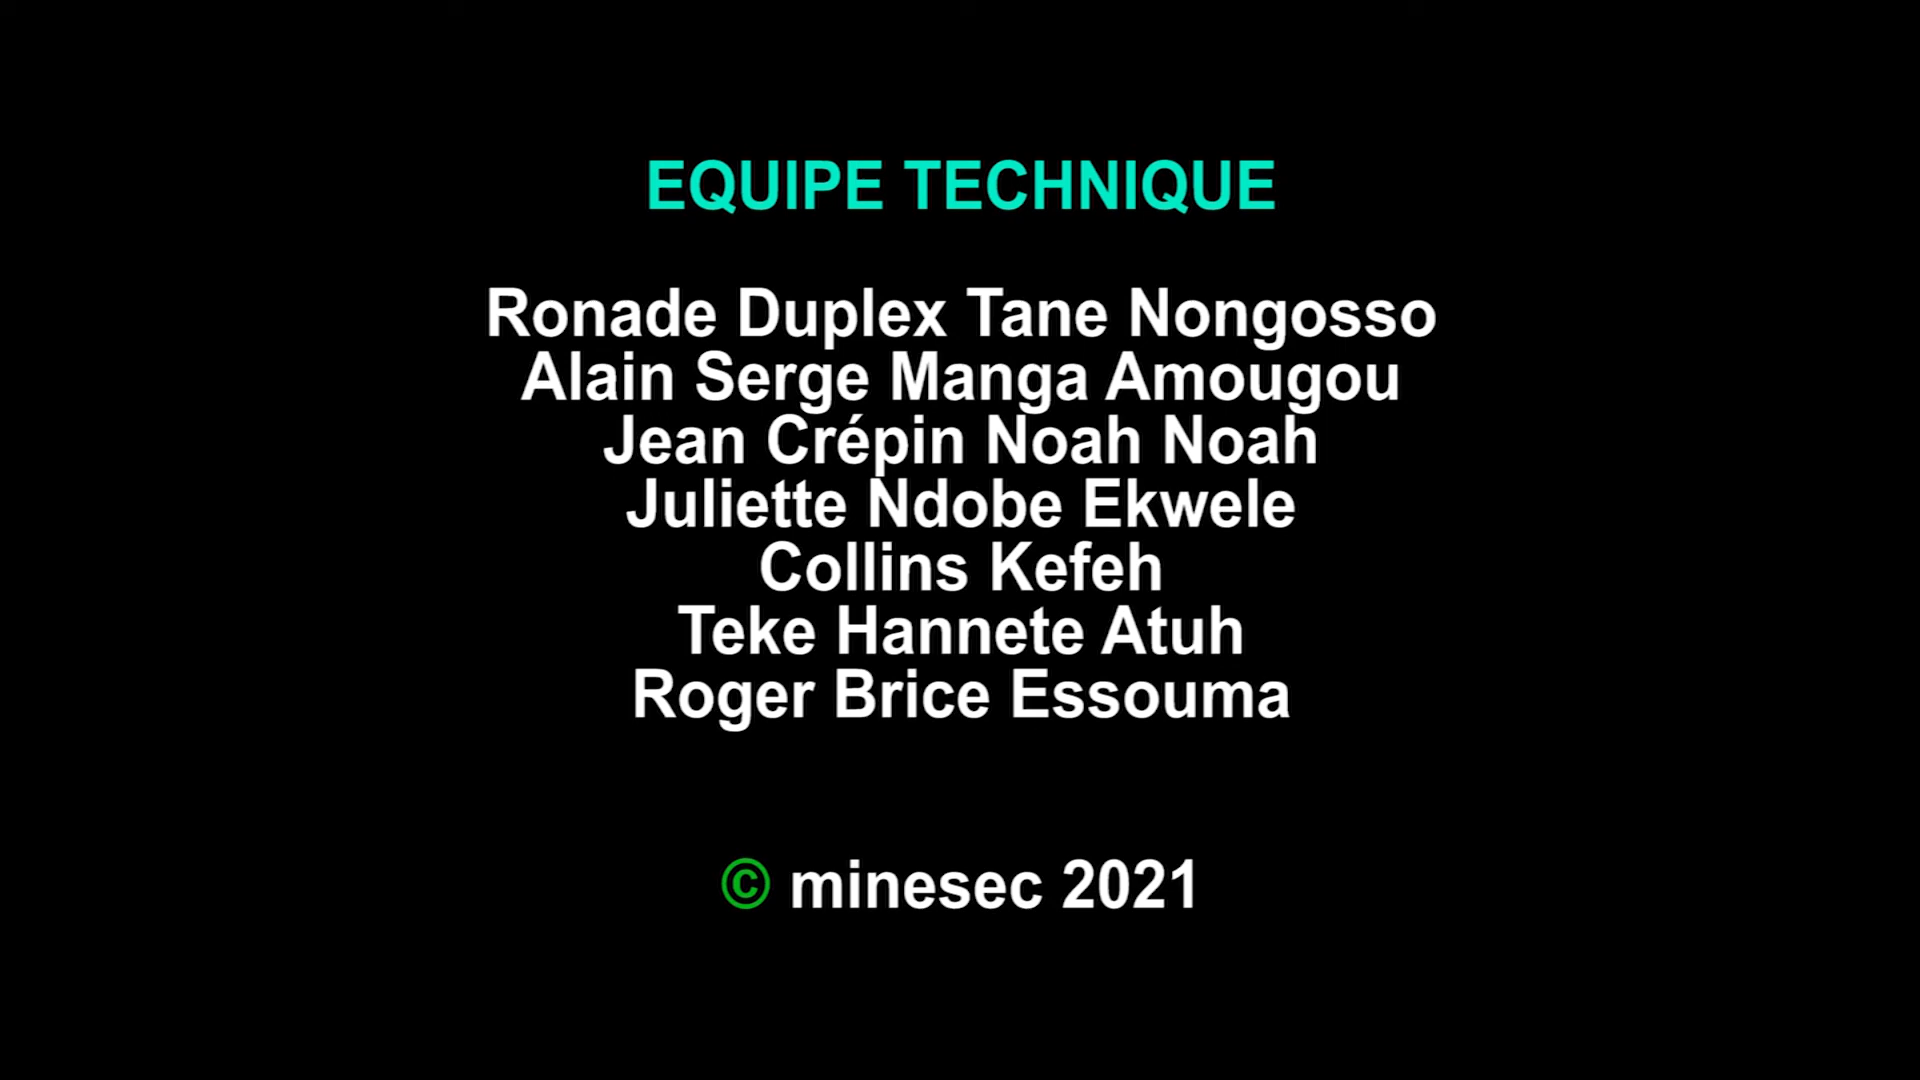 EQUIPE TECHNIQUE
Ronade Duplex Tane Nongosso
Alain Serge Manga Amougou
Jean Crépin Noah Noah
Juliette Ndobe Ekwele
Collins Kefeh
Teke Hannete Atuh
Roger Brice Essouma
© minesec 2021